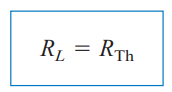 R_L = R_Th